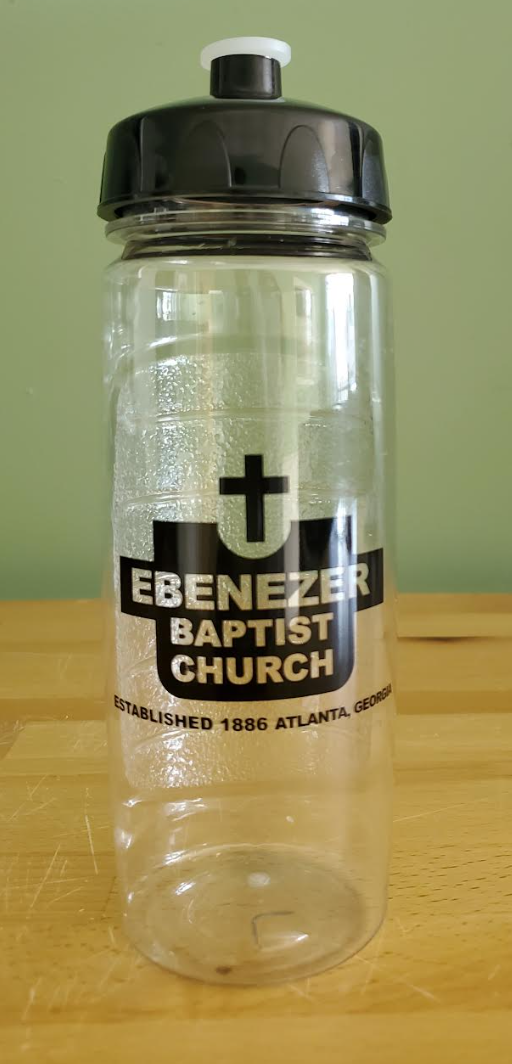 EBENEZER
BAPTIST
CHURCH
ESTABLISHED 1886 ATLANTA, GEORGIA